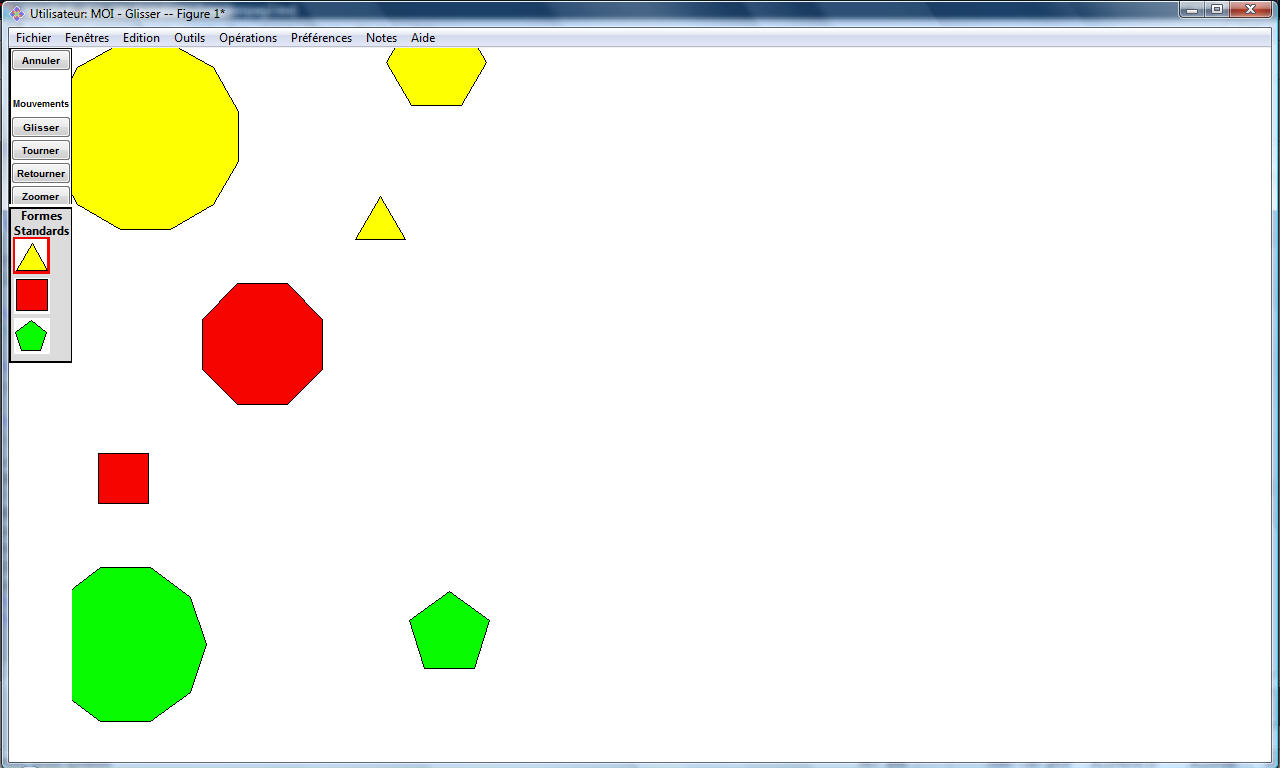 Utilisateur: MOI - Glisser -- Figure 1*
Fichier Fenêtres Edition Outils Opérations Préférences Notes Aide
Annuler
Mouvements
Glisser
Tourner
Retourner
Zoomer
Formes
Standards